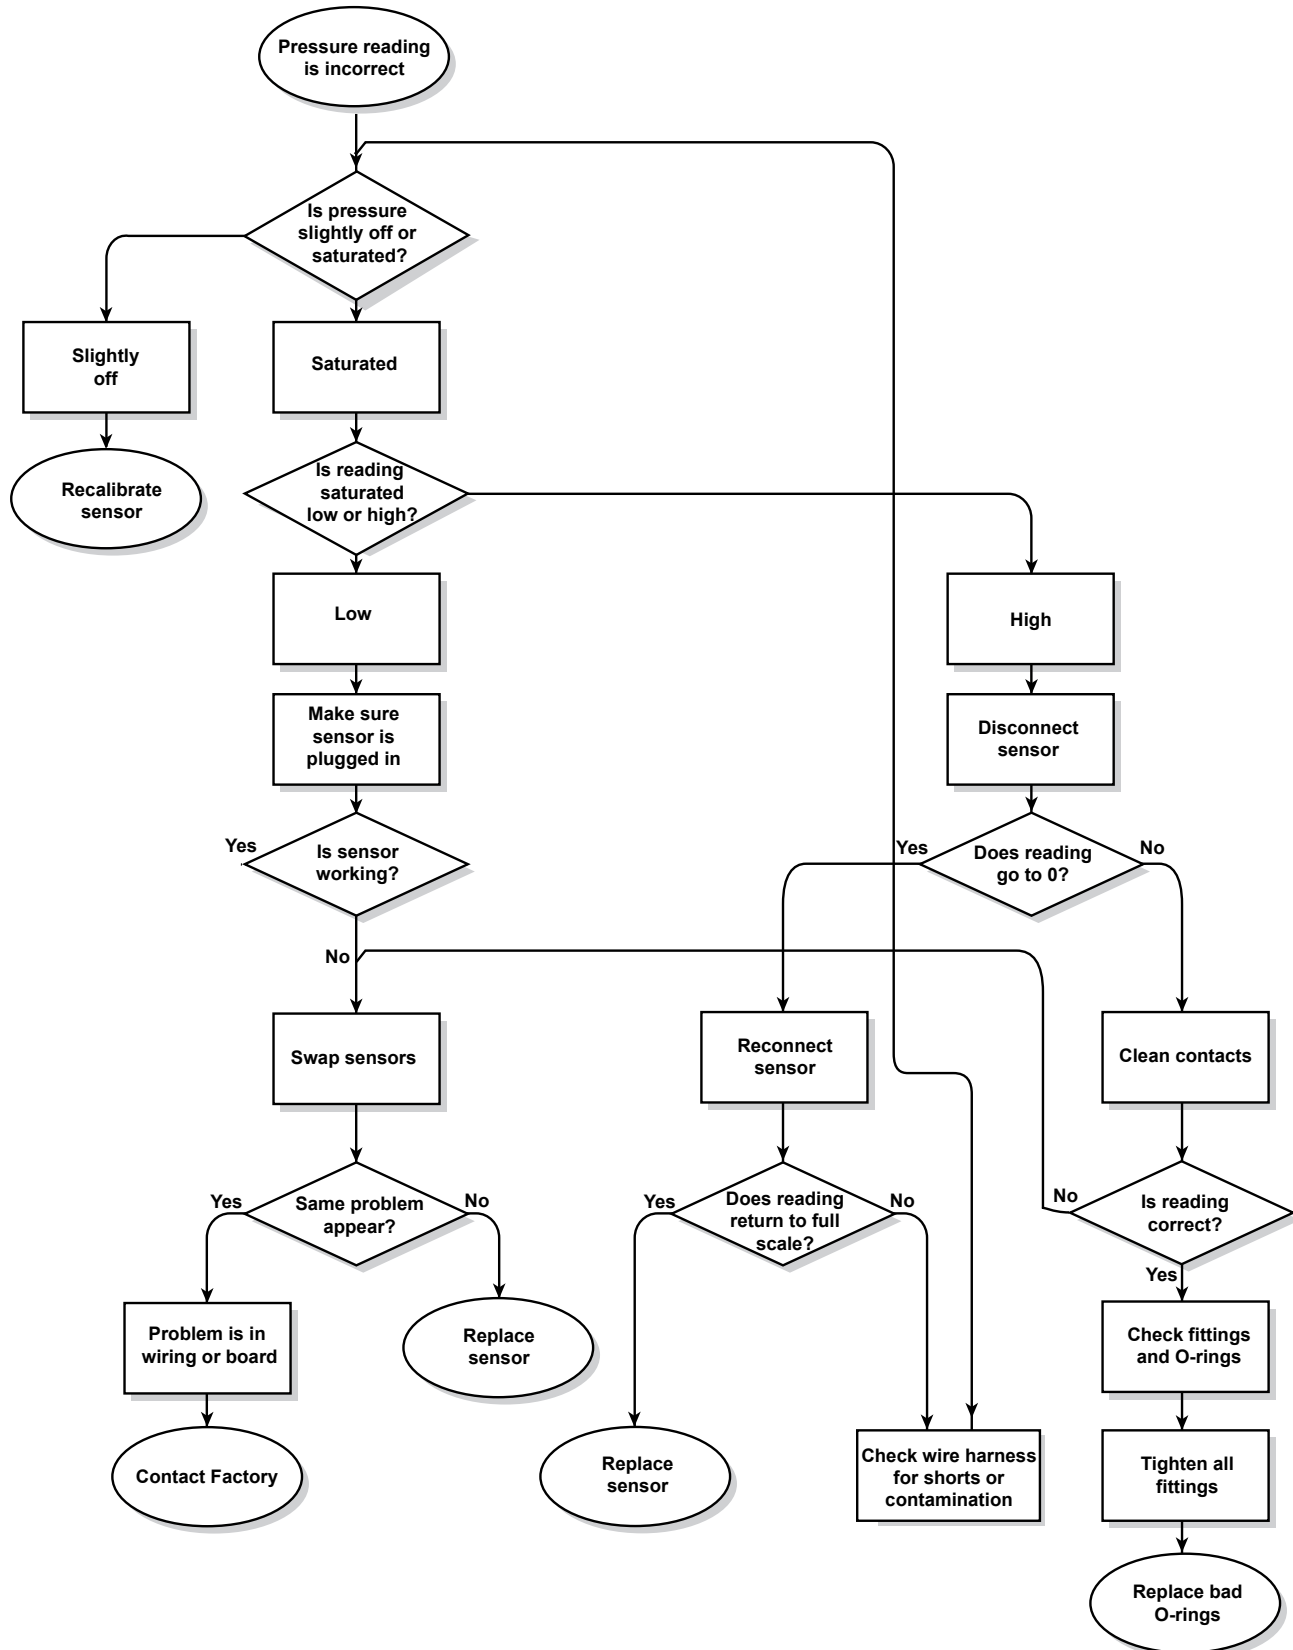 Pressure reading
is incorrect
Is pressure
slightly off or
saturated?
Slightly
off
Saturated
Recalibrate
sensor
Is reading
saturated
low or high?
Low
High
Make sure
sensor is
plugged in
Disconnect
sensor
Yes
Is sensor
working?
Yes
Does reading
go to 0?
No
No
Swap sensors
Reconnect
sensor
Clean contacts
Yes
Same problem
appear?
No
Yes
Does reading
return to full
scale?
No
No
Is reading
correct?
Yes
Problem is in
wiring or board
Replace
sensor
Check fittings
and O-rings
Contact Factory
Replace
sensor
Check wire harness
for shorts or
contamination
Tighten all
fittings
Replace bad
O-rings